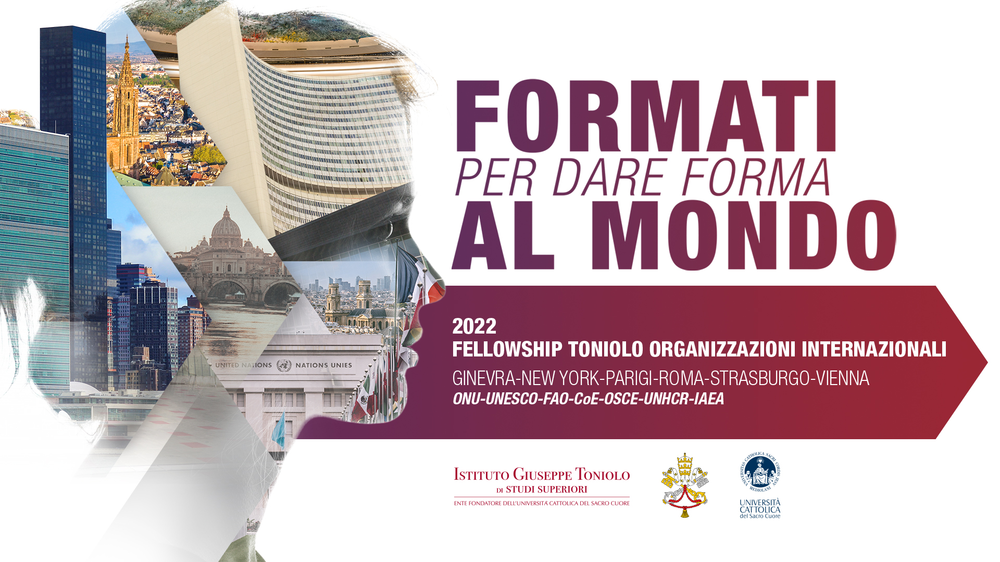 FORMATI
PER DARE FORMA
AL MONDO
2022
FELLOWSHIP TONIOLO ORGANIZZAZIONI INTERNAZIONALI
GINEVRA-NEW YORK-PARIGI-ROMA-STRASBURGO-VIENNA
ONU-UNESCO-FAO-CoE-OSCE-UNHCR-IAEA
UNITED NATIONS NATIONS UNIES
ISTITUTO GIUSEPPE TONIOLO
DI STUDI SUPERIORI
ENTE FONDATORE DELL'UNIVERSITÀ CATTOLICA DEL SACRO CUORE
UNIVERSITAS CATHOLICA SACRI CORDIS JESU
MEDIOLANI
UNIVERSITÀ
CATTOLICA
del Sacro Cuore